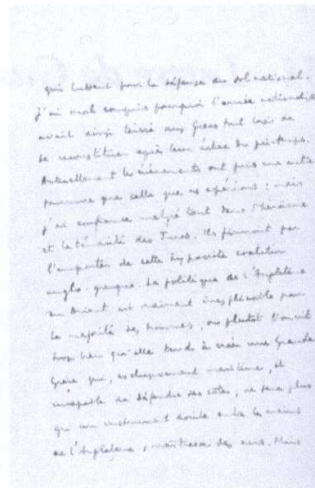 qui luttent pour la défense du sol national.
J'ai mal compris pourquoi l'armée nationaliste
avait ainsi laissé aux Grecs tout loisir de
se reconstituer après leur échec du printemps.
Actuellement les événements ont pris une autre
tournure que celle que ns espérions ; mais
j'ai confiance malgré tout dans l'héroïsme
et la ténacité des Turcs. Ils finiront par
l'emporter de cette hypocrite coalition
anglo-grecque. La politique de l'Angleterre
en Orient est vraiment inexplicable pour
la majorité des hommes, ou plutôt l'on voit
trop bien qu'elle tend à créer une Grande
Grèce qui, exclusivement maritime, et
incapable de défendre ses côtes, ne sera plus
qu'un instrument docile entre les mains
de l'Angleterre, maîtresse des mers. Mais